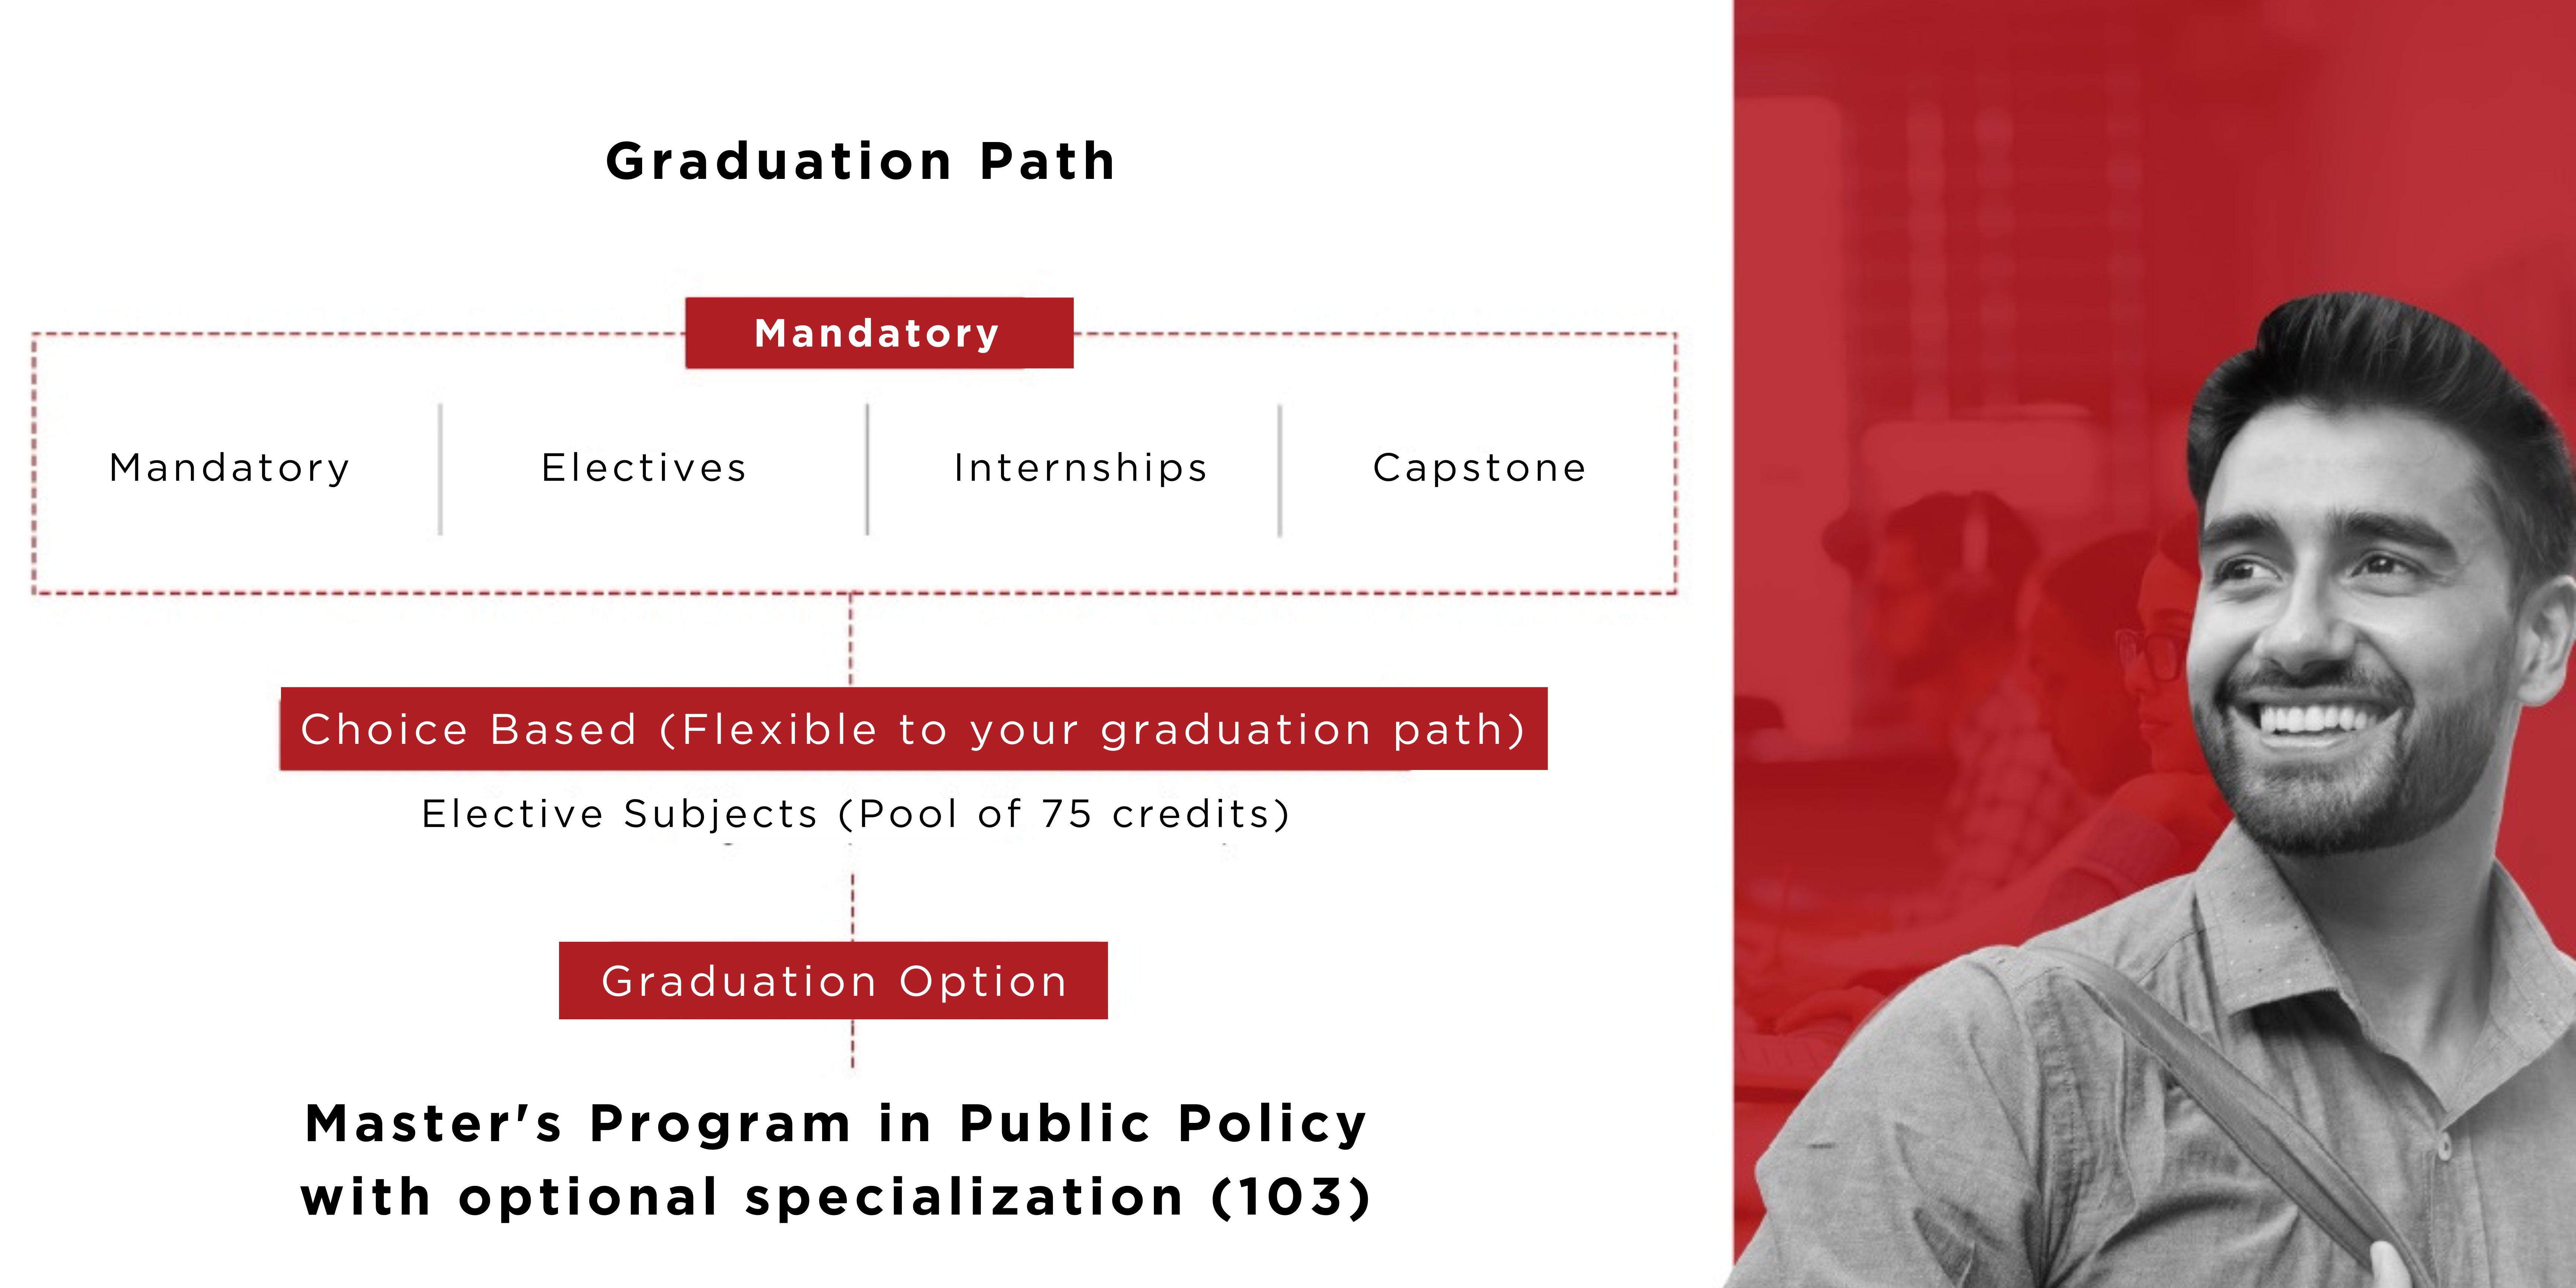 Graduation Path
Mandatory
Mandatory
Electives
Internships
Capstone
Choice Based (Flexible to your graduation path)
Elective Subjects (Pool of 75 credits)
Graduation Option
Master's Program in Public Policy
with optional specialization (103)